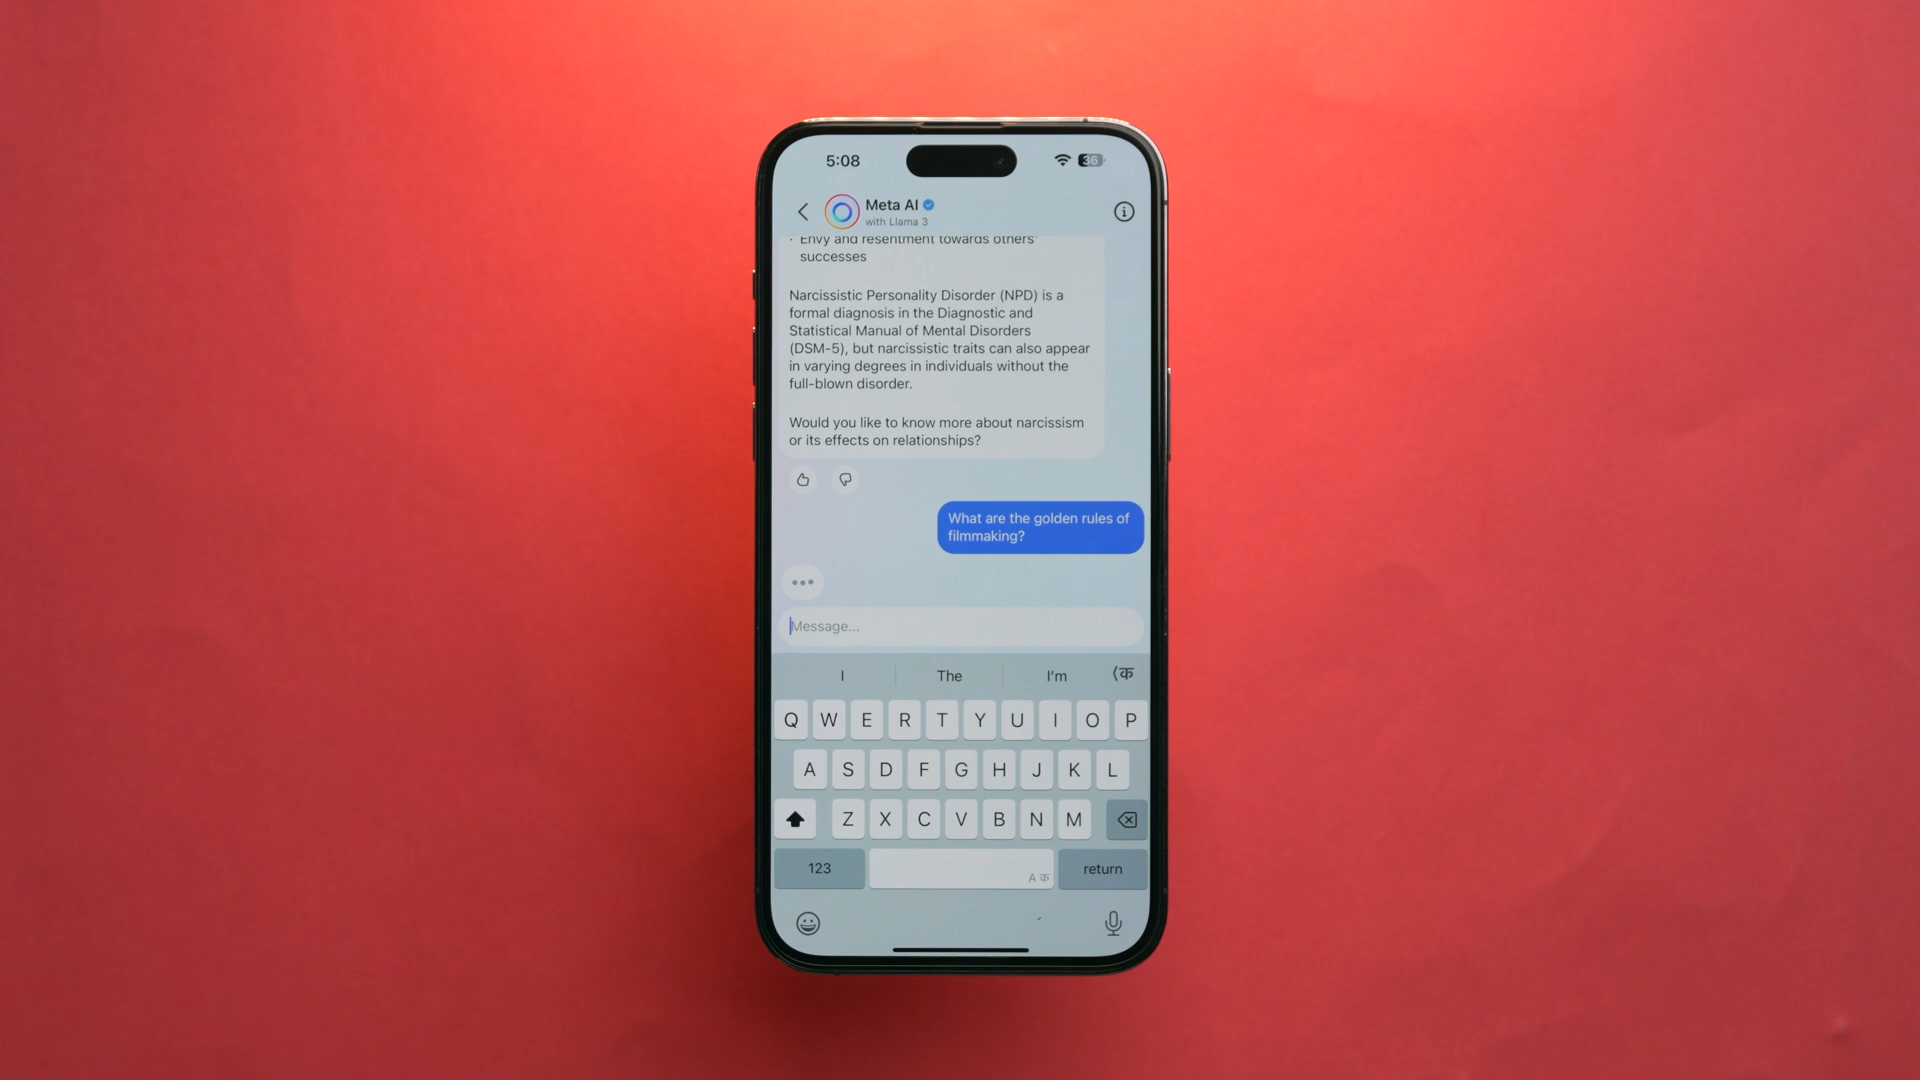 5:08
36
Meta AI
with Llama 3
· Envy and resentment towards others'
successes
Narcissistic Personality Disorder (NPD) is a
formal diagnosis in the Diagnostic and
Statistical Manual of Mental Disorders
(DSM-5), but narcissistic traits can also appear
in varying degrees in individuals without the
full-blown disorder.
Would you like to know more about narcissism
or its effects on relationships?
What are the golden rules of
filmmaking?
Message...
I The I'm क
Q W E R T Y U I O P
A S D F G H J K L
Z X C V B N M
123 A क return